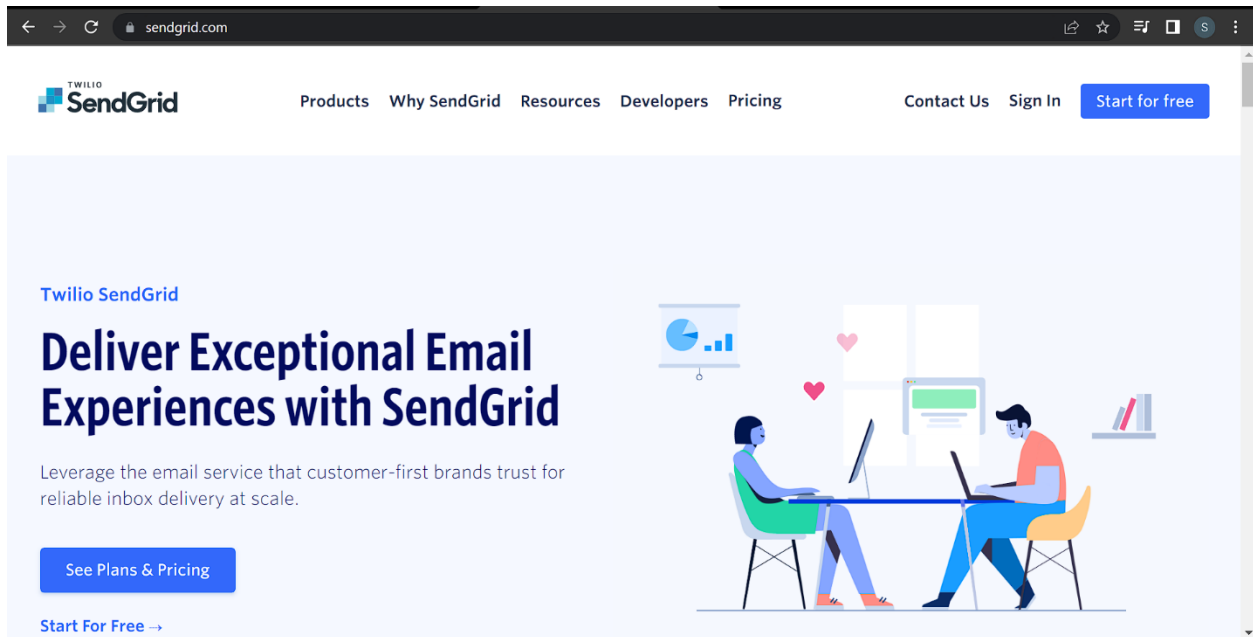 sendgrid.com
S
TWILIO
SendGrid
Products Why SendGrid Resources Developers Pricing Contact Us Sign In Start for free
Twilio SendGrid
Deliver Exceptional Email
Experiences with SendGrid
Leverage the email service that customer-first brands trust for
reliable inbox delivery at scale.
See Plans & Pricing
Start For Free →